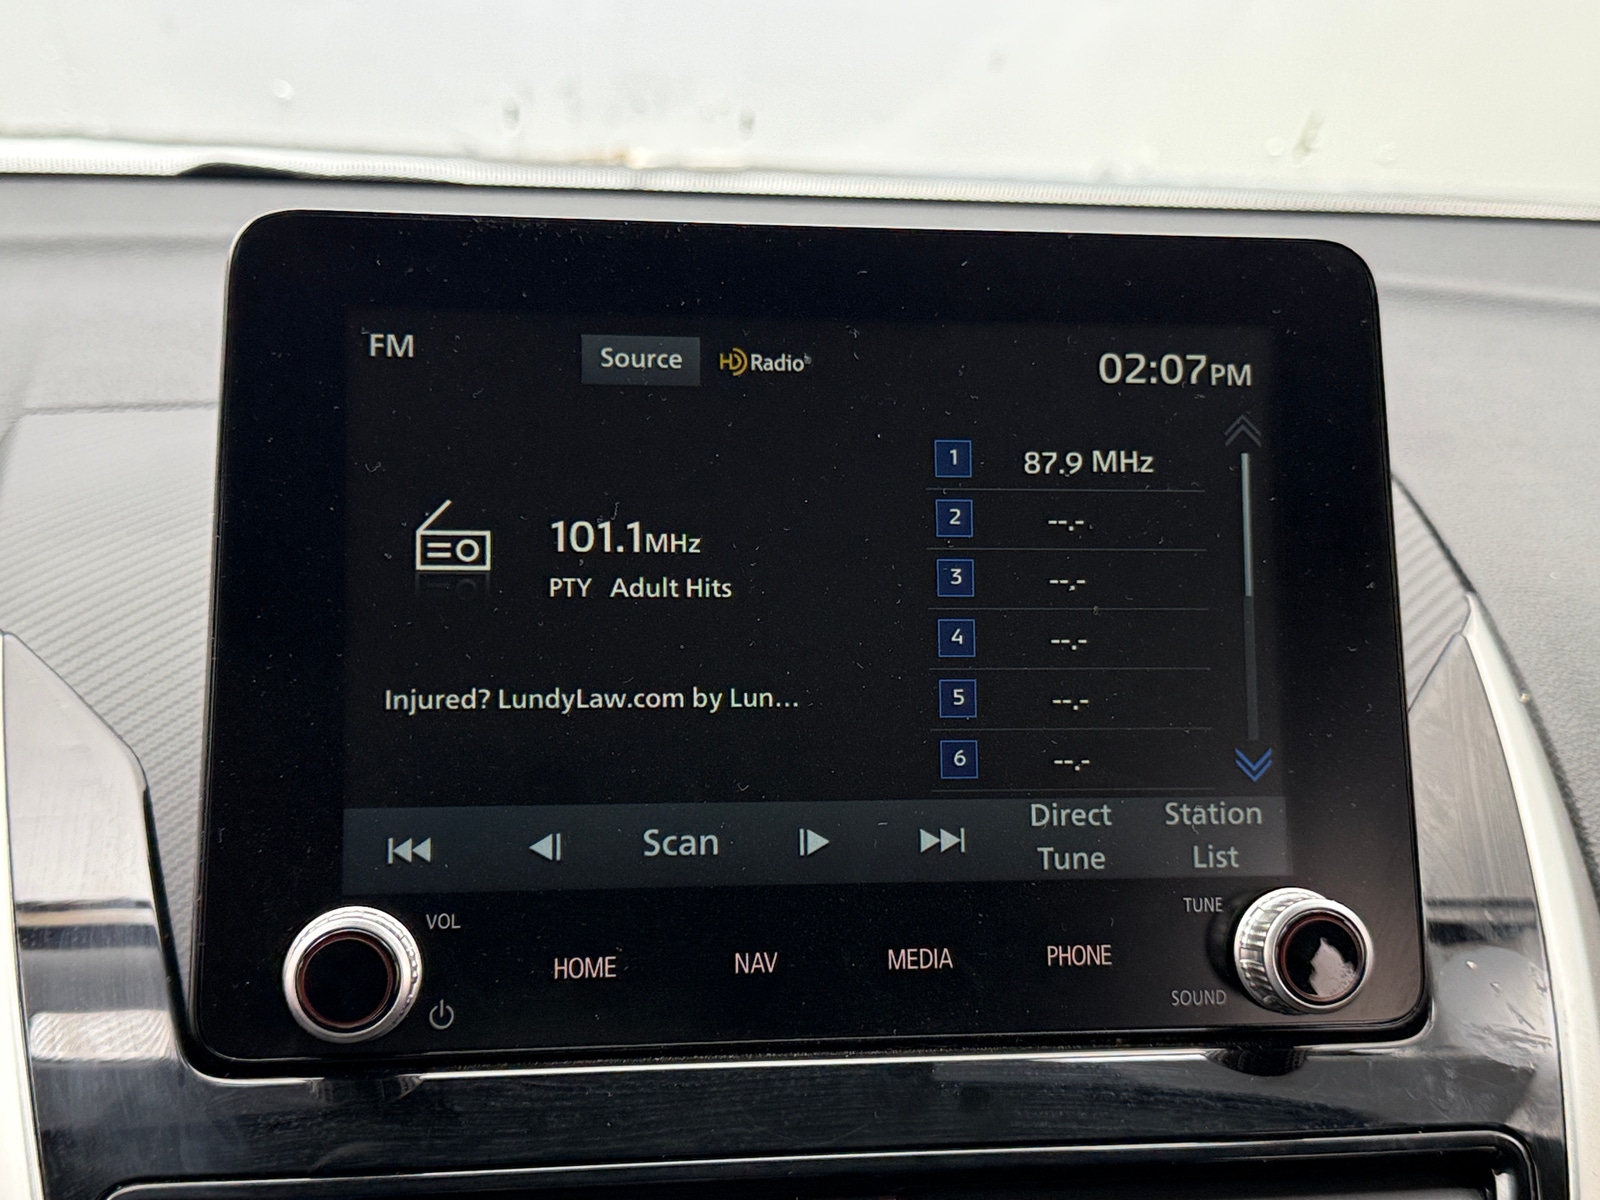 FM
Source
HD Radio
02:07PM
1 87.9 MHz
2 --.-
3 --.-
4 --.-
5 --.-
6 --.-
101.1MHz
PTY Adult Hits
Injured? LundyLaw.com by Lun...
Scan
Direct Tune
Station List
VOL
HOME
NAV
MEDIA
PHONE
TUNE
SOUND